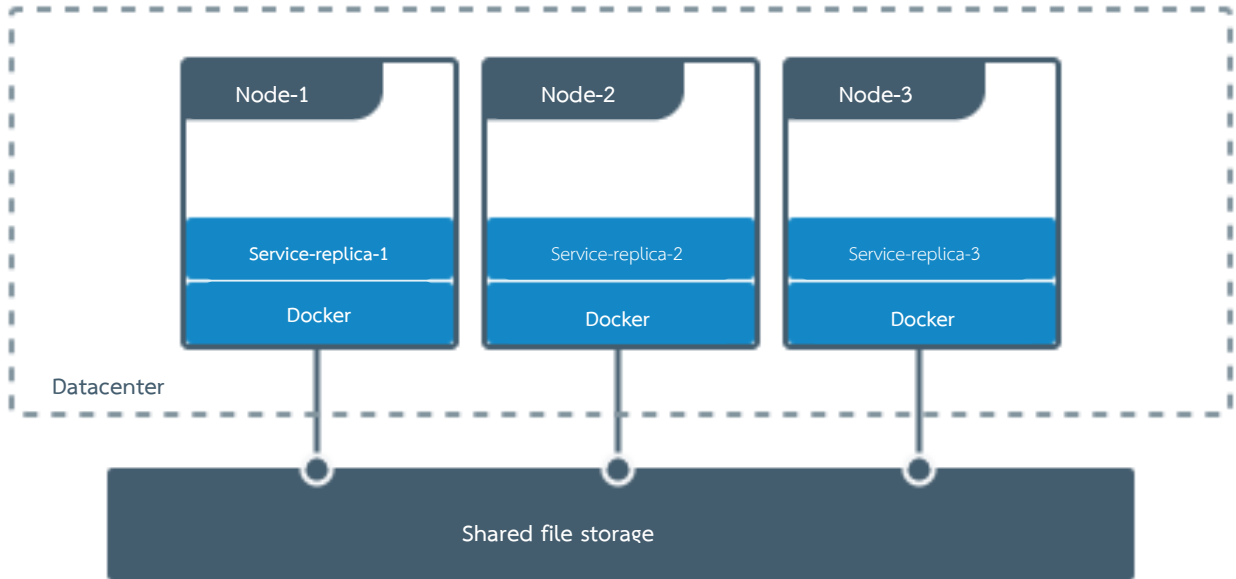 Node-1
Node-2
Node-3
Service-replica-1
Service-replica-2
Service-replica-3
Docker
Docker
Docker
Datacenter
Shared file storage